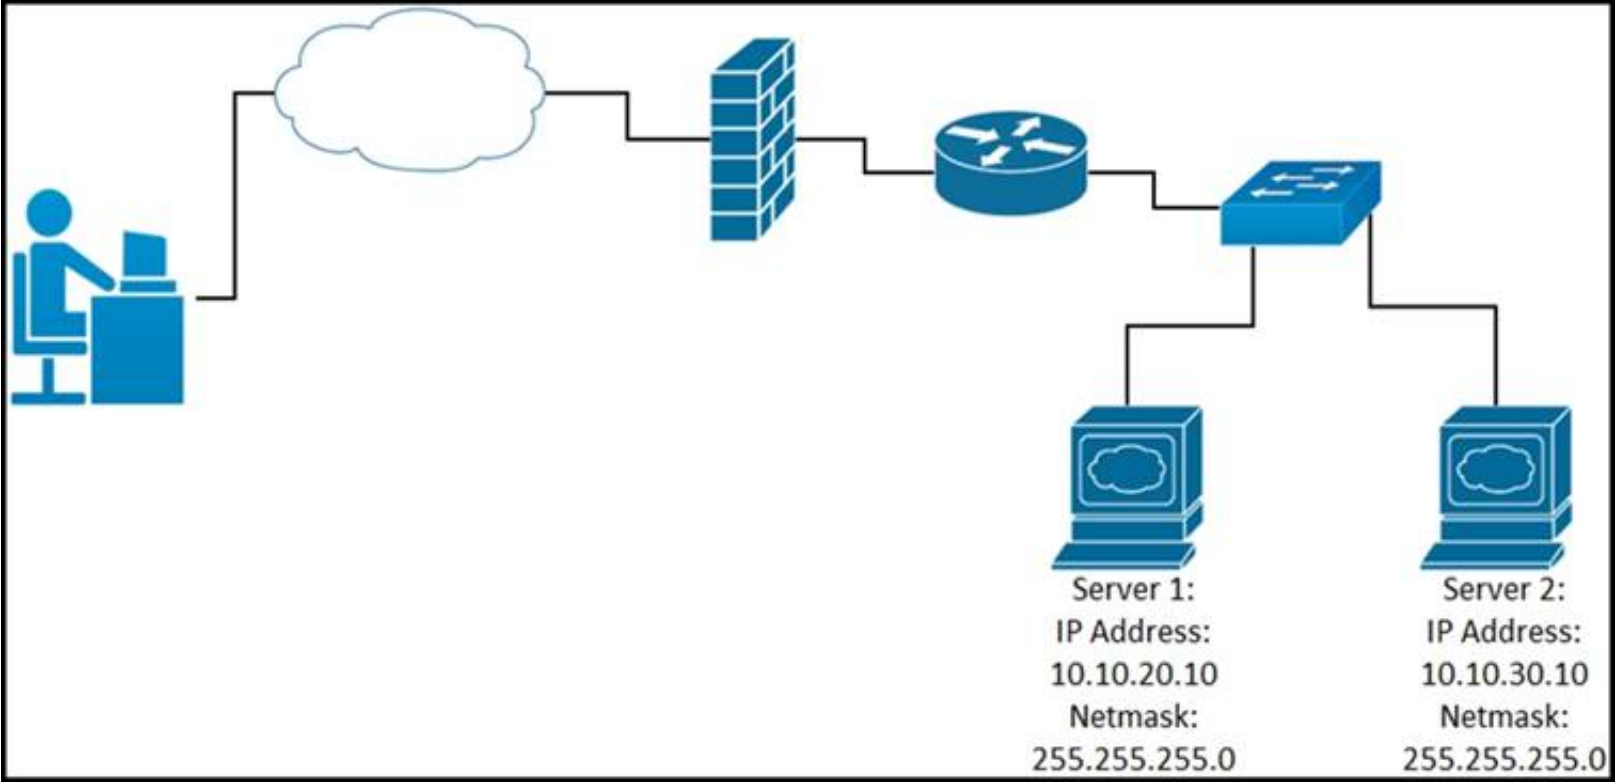 Server 1:
IP Address:
10.10.20.10
Netmask:
255.255.255.0
Server 2:
IP Address:
10.10.30.10
Netmask:
255.255.255.0